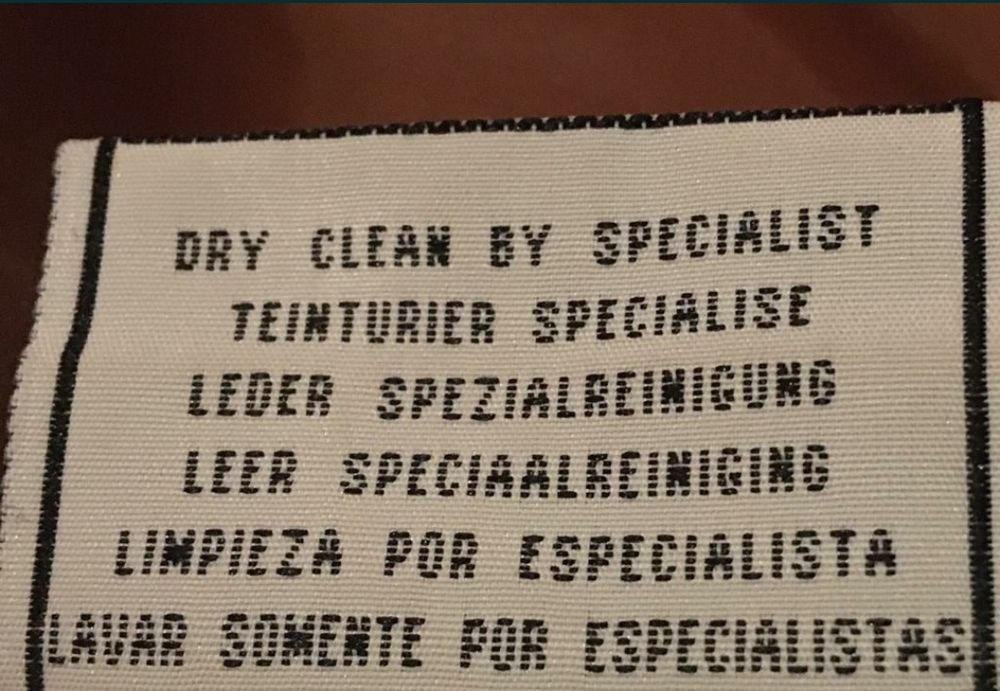 DRY CLEAN BY SPECIALIST
TEINTURIER SPECIALISE
LEDER SPEZIALREINIGUNG
LEER SPECIAALREINIGING
LIMPIEZA POR ESPECIALISTA
LAVAR SOMENTE POR ESPECIALISTAS